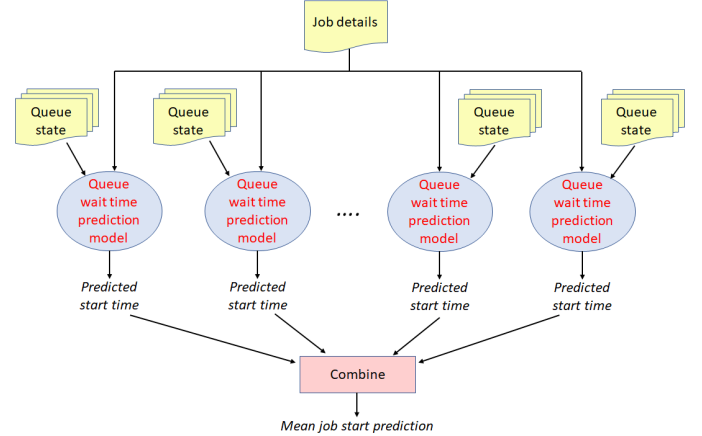 Job details
Queue
state
Queue
state
Queue
state
Queue
state
Queue
wait time
prediction
model
Queue
wait time
prediction
model
....
Queue
wait time
prediction
model
Queue
wait time
prediction
model
Predicted
start time
Predicted
start time
Predicted
start time
Predicted
start time
Combine
Mean job start prediction